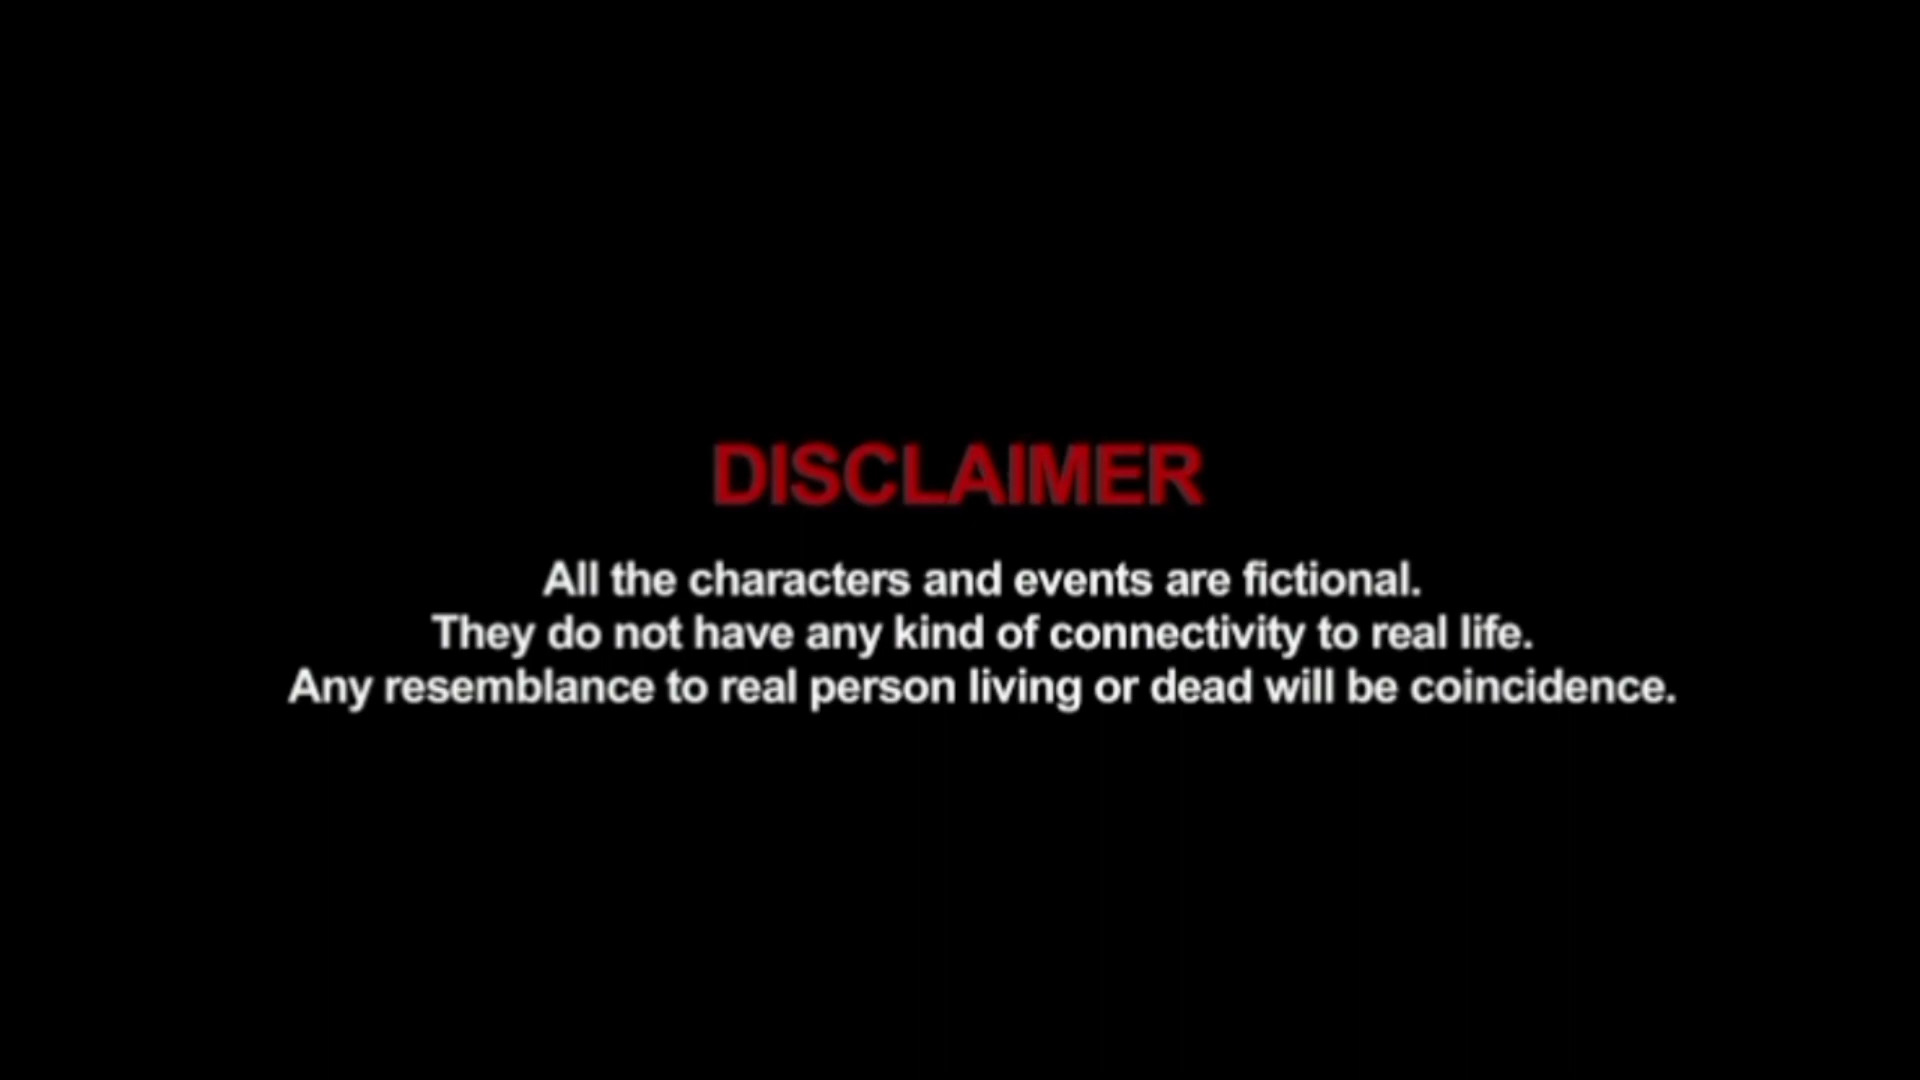 DISCLAIMER
All the characters and events are fictional.
They do not have any kind of connectivity to real life.
Any resemblance to real person living or dead will be coincidence.